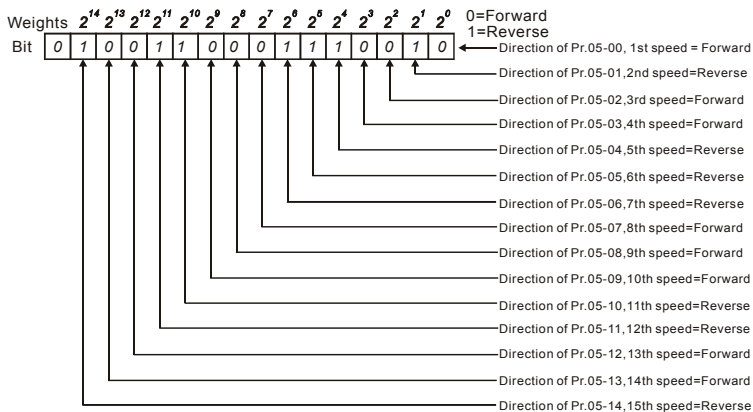 Weights 2^14 2^13 2^12 2^11 2^10 2^9 2^8 2^7 2^6 2^5 2^4 2^3 2^2 2^1 2^0 0=Forward
1=Reverse
Bit 0 1 0 0 1 1 0 0 0 1 1 1 0 0 1 0
Direction of Pr.05-00, 1st speed = Forward
Direction of Pr.05-01,2nd speed=Reverse
Direction of Pr.05-02,3rd speed=Forward
Direction of Pr.05-03,4th speed=Forward
Direction of Pr.05-04,5th speed=Reverse
Direction of Pr.05-05,6th speed=Reverse
Direction of Pr.05-06,7th speed=Reverse
Direction of Pr.05-07,8th speed=Forward
Direction of Pr.05-08,9th speed=Forward
Direction of Pr.05-09,10th speed=Forward
Direction of Pr.05-10,11th speed=Reverse
Direction of Pr.05-11,12th speed=Reverse
Direction of Pr.05-12,13th speed=Forward
Direction of Pr.05-13,14th speed=Forward
Direction of Pr.05-14,15th speed=Reverse